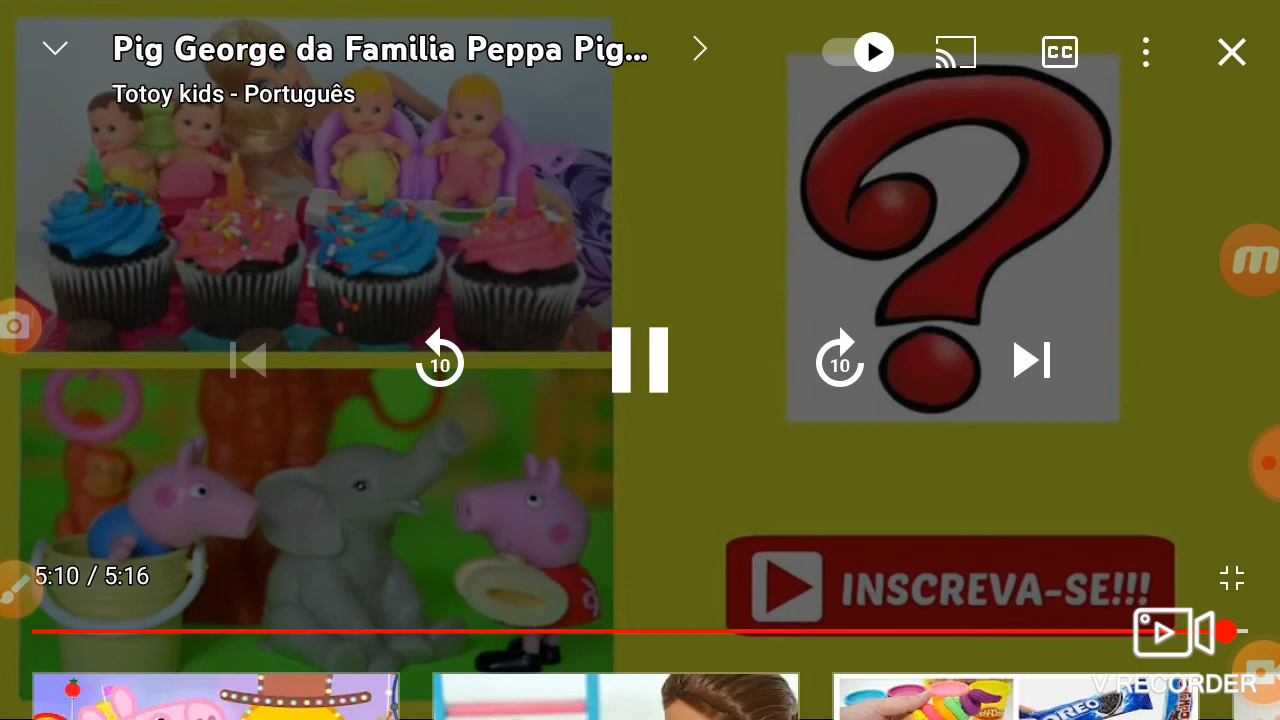 Pig George da Familia Peppa Pig...
Totoy kids - Português
CC
10
10
5:10 / 5:16
INSCREVA-SE!!!
V RECORDER
OREO